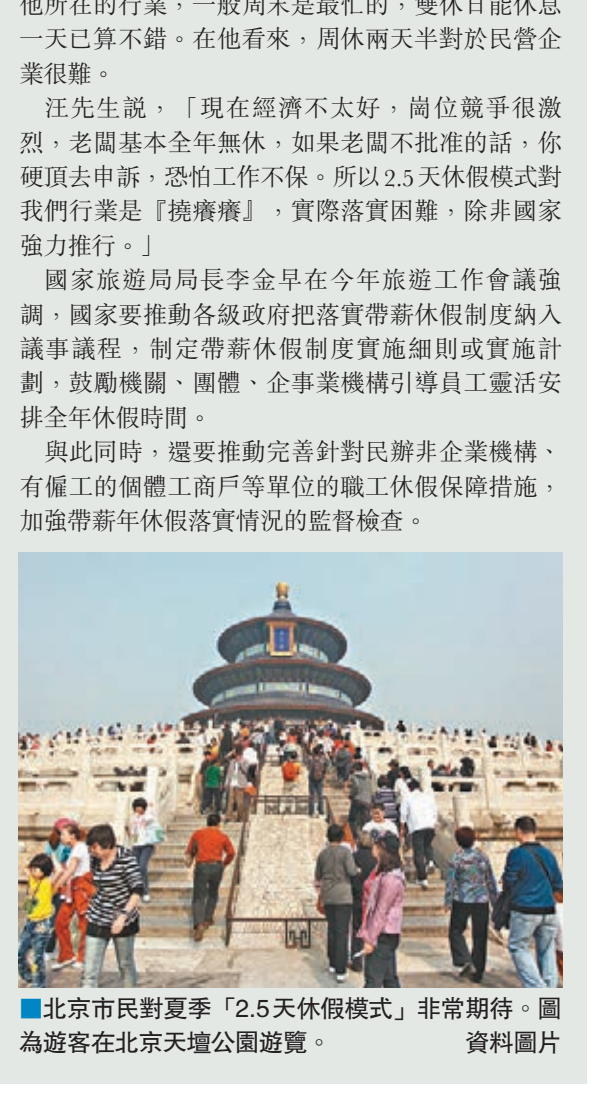 他所在的行業，一般周末是最忙的，雙休日能休息
一天已算不錯。在他看來，周休兩天半對於民營企
業很難。
汪先生説，「現在經濟不太好，崗位競爭很激
烈，老闆基本全年無休，如果老闆不批准的話，你
硬頂去申訴，恐怕工作不保。所以2.5天休假模式對
我們行業是『撓癢癢』，實際落實困難，除非國家
強力推行。」
國家旅遊局局長李金早在今年旅遊工作會議強
調，國家要推動各級政府把落實帶薪休假制度納入
議事議程，制定帶薪休假制度實施細則或實施計
劃，鼓勵機關、團體、企事業機構引導員工靈活安
排全年休假時間。
與此同時，還要推動完善針對民辦非企業機構、
有僱工的個體工商戶等單位的職工休假保障措施，
加強帶薪年休假落實情況的監督檢查。
■北京市民對夏季「2.5天休假模式」非常期待。圖
為遊客在北京天壇公園遊覽。 資料圖片